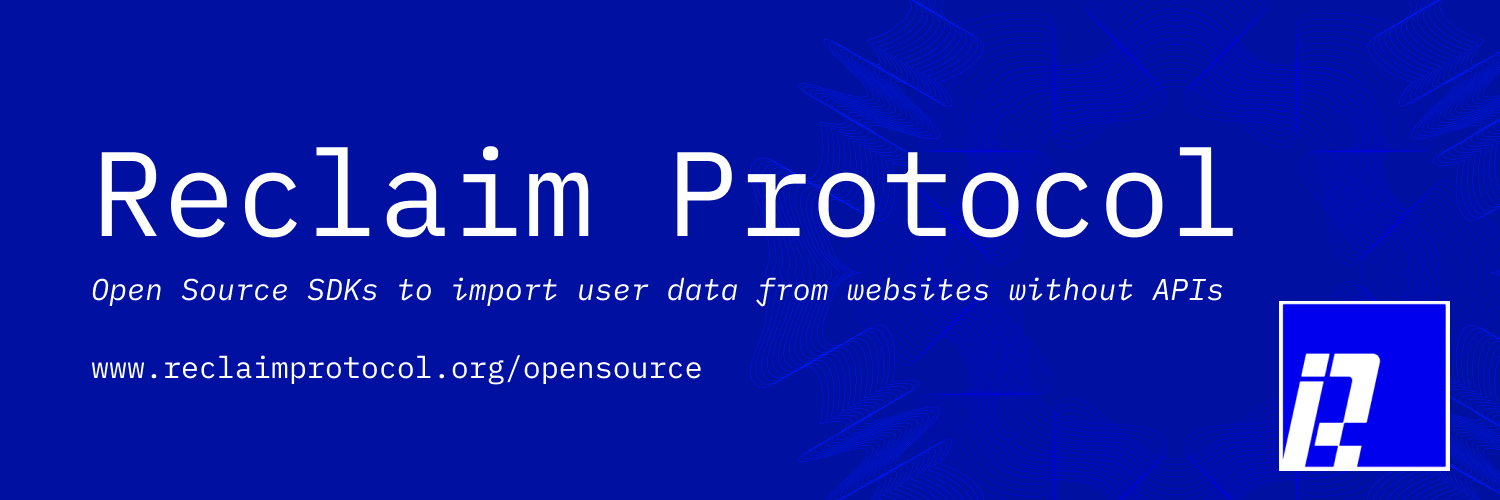 Reclaim Protocol
Open Source SDKs to import user data from websites without APIs
www.reclaimprotocol.org/opensource